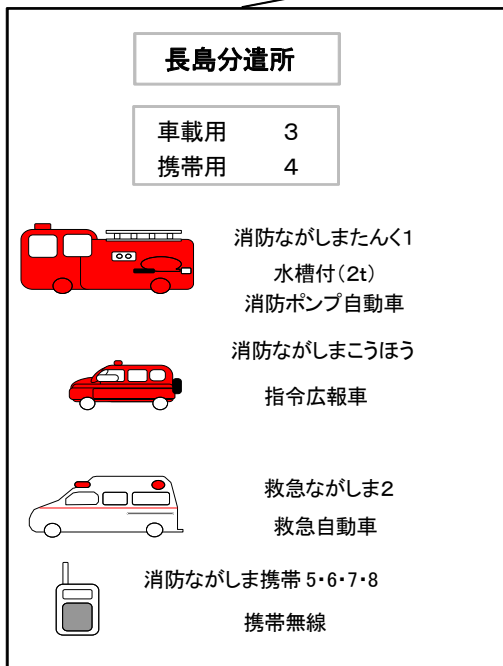 長島分遣所
車載用 3
携帯用 4
消防ながしまたんく1
水槽付(2t)
消防ポンプ自動車
消防ながしまこうほう
指令広報車
救急ながしま2
救急自動車
消防ながしま携帯 5・6・7・8
携帯無線